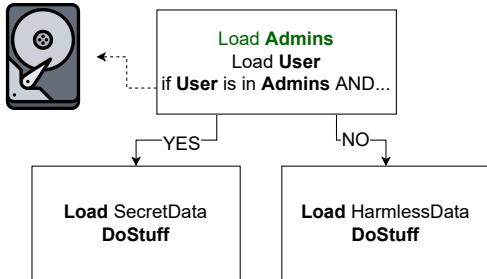 Load Admins
Load User
if User is in Admins AND...
YES
NO
Load SecretData
DoStuff
Load HarmlessData
DoStuff